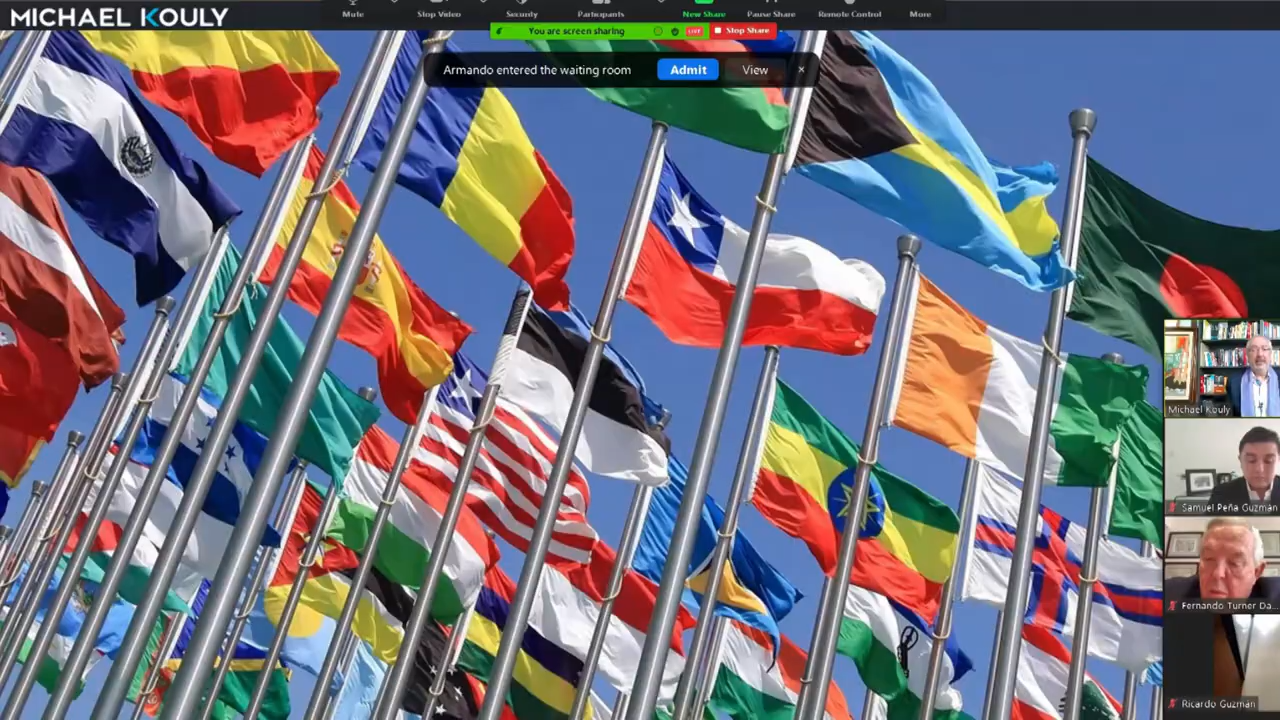 MICHAEL KOULY
Mute
Stop Video
Security
Participants
New Share
Pause Share
Remote Control
More
You are screen sharing
LIVE
Stop Share
Armando entered the waiting room
Admit
View
Michael Kouly
Samuel Peña Guzmán
Fernando Turner Da...
Ricardo Guzmán